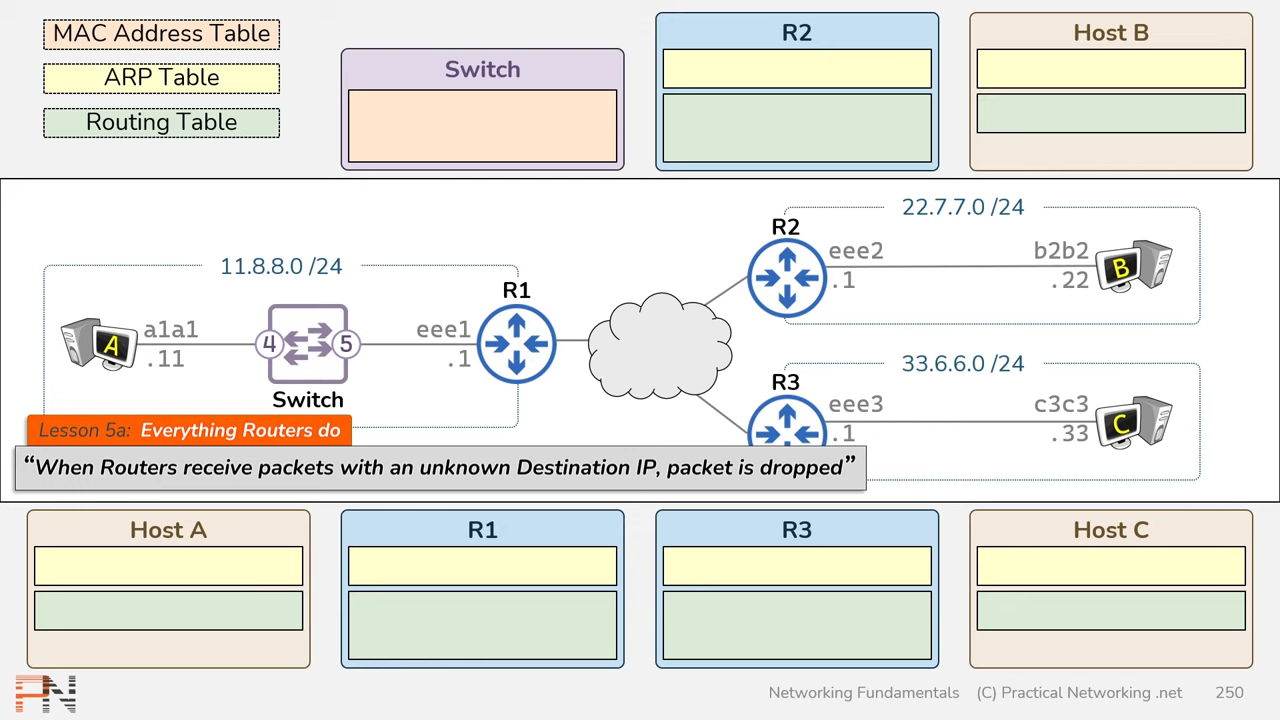 MAC Address Table
ARP Table
Routing Table
Switch
R2
Host B
22.7.7.0 /24
R2
eee2
.1
b2b2
.22
B
11.8.8.0 /24
R1
A
a1a1
.11
4
5
Switch
eee1
.1
33.6.6.0 /24
R3
eee3
.1
c3c3
.33
C
Lesson 5a: Everything Routers do
“When Routers receive packets with an unknown Destination IP, packet is dropped”
Host A
R1
R3
Host C
PN
Networking Fundamentals (C) Practical Networking .net 250